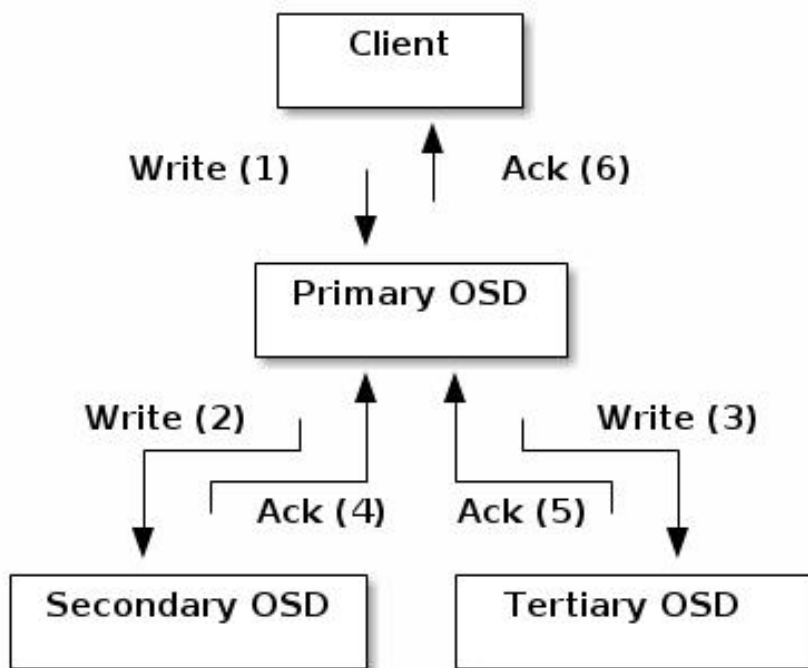 Client
Write (1)
Ack (6)
Primary OSD
Write (2)
Write (3)
Ack (4)
Ack (5)
Secondary OSD
Tertiary OSD